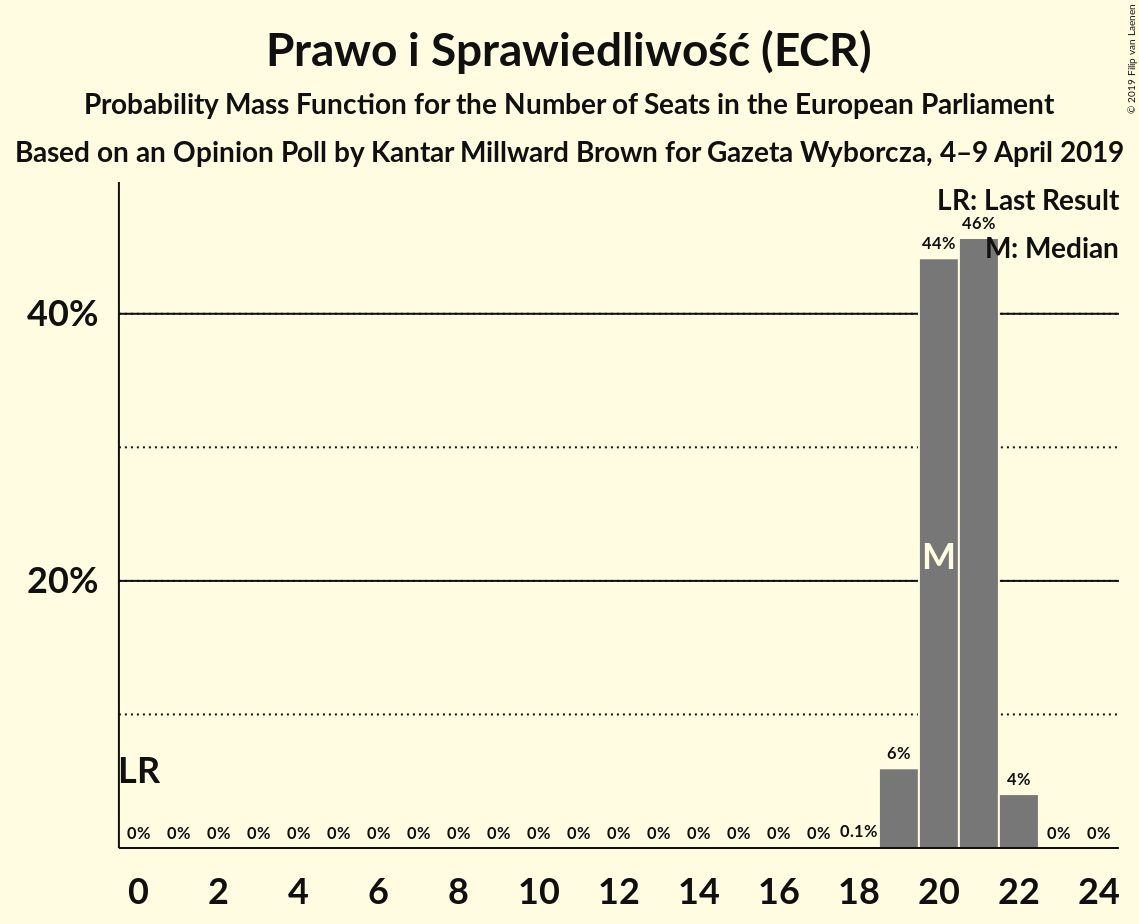 Prawo i Sprawiedliwość (ECR)
Probability Mass Function for the Number of Seats in the European Parliament
Based on an Opinion Poll by Kantar Millward Brown for Gazeta Wyborcza, 4–9 April 2019
© 2019 Filip van Laenen
LR: Last Result
M: Median
46%
44%
40%
M
20%
LR
6%
4%
0% 0% 0% 0% 0% 0% 0% 0% 0% 0% 0% 0% 0% 0% 0% 0% 0% 0% 0.1% 0% 0%
0 2 4 6 8 10 12 14 16 18 20 22 24